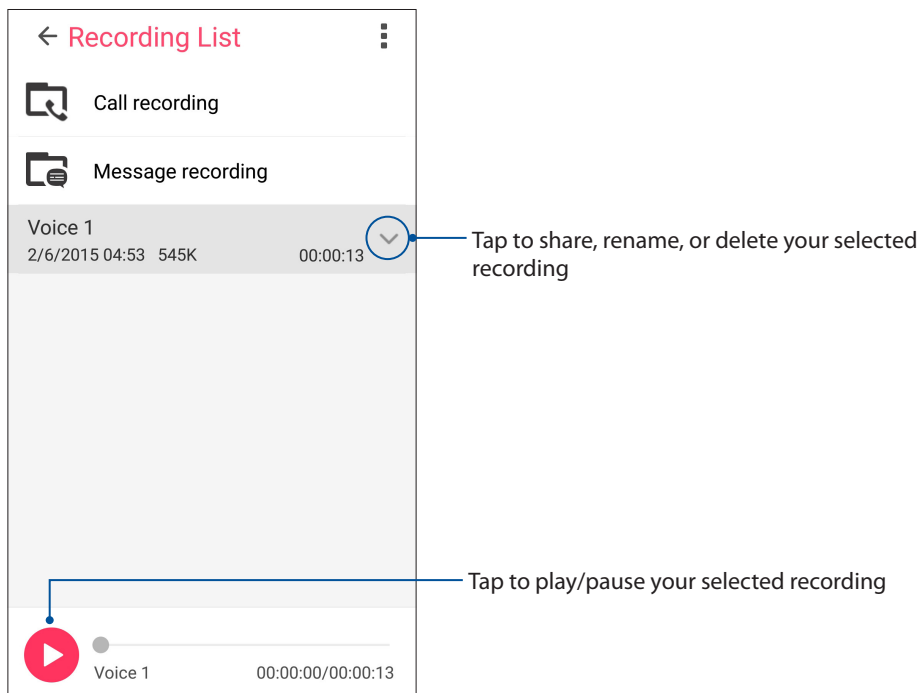 Recording List
Call recording
Message recording
Voice 1
2/6/2015 04:53 545K 00:00:13
Tap to share, rename, or delete your selected
recording
Tap to play/pause your selected recording
Voice 1 00:00:00/00:00:13